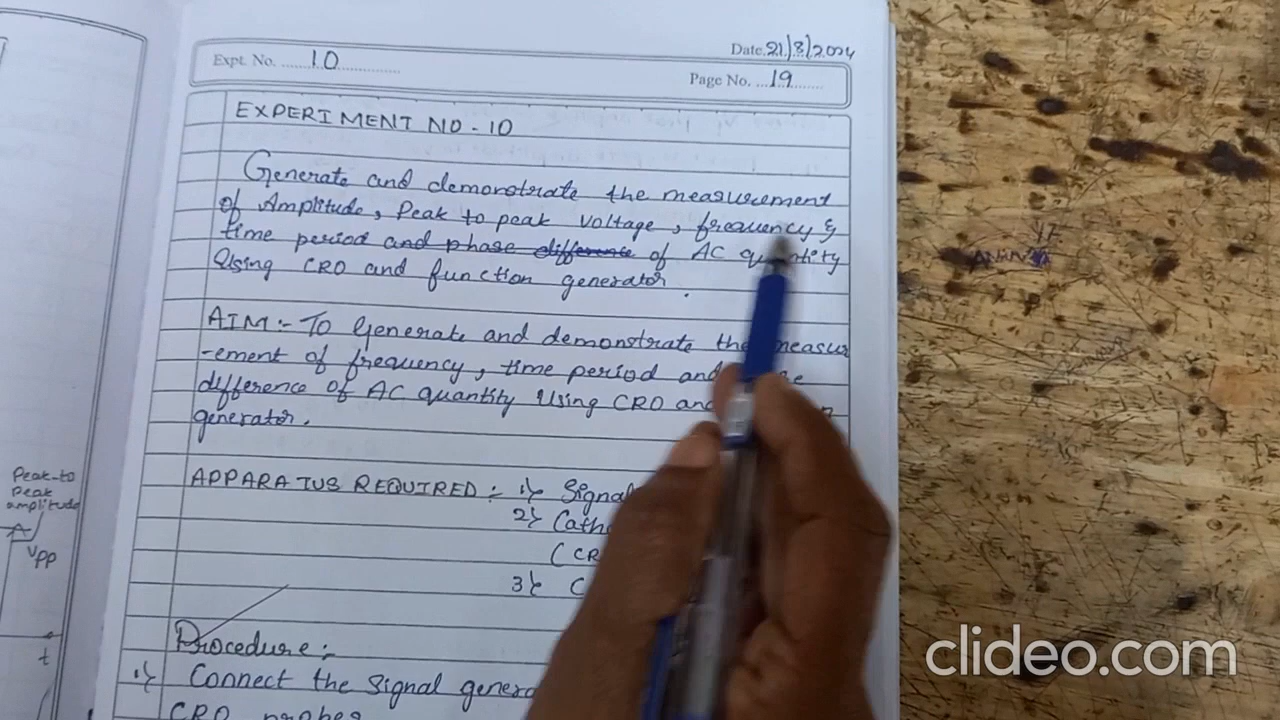 Date. 21/8/2024
Expt. No. 10
Page No. 19
EXPERIMENT NO - 10
Generate and demonstrate the measurement
of Amplitude, Peak to peak voltage, frequency &
time period and phase difference of AC quantity
Using CRO and function generator.
AIM:- To Generate and demonstrate the measur
-ement of frequency, time period and
difference of AC quantity Using CRO and
generator.
APPARATUS REQUIRED:- 1} Signal
2} Cath
(CR
3} C
Procedure:-
1} Connect the Signal genera
CRO probes
Peak-to
peak
amplitude
Vpp
t
clideo.com